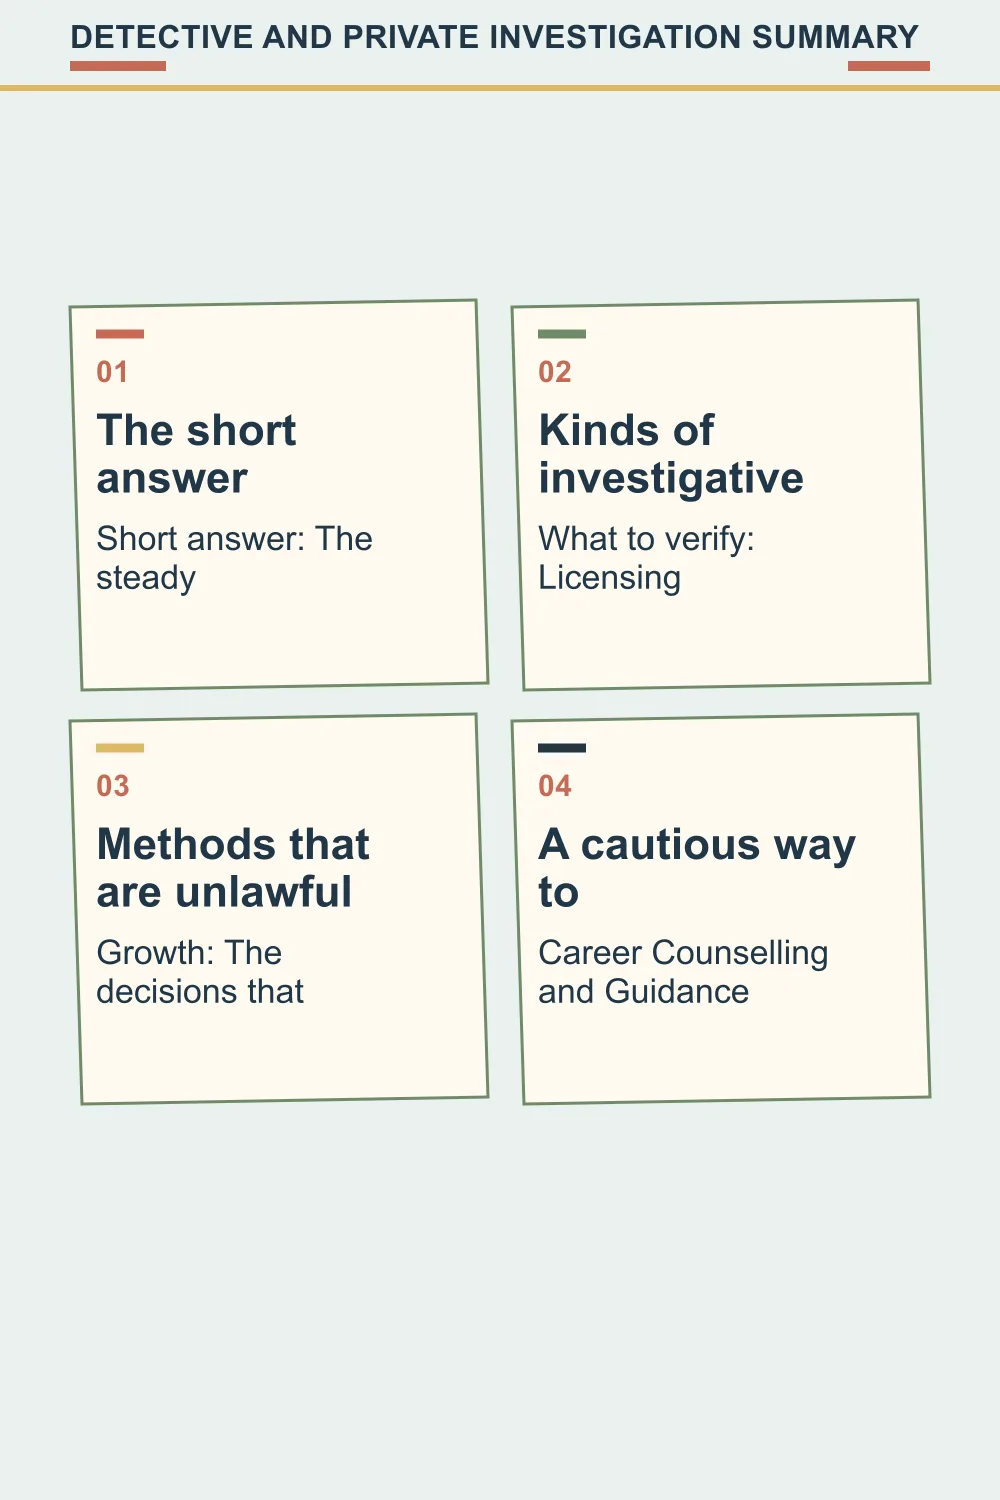 DETECTIVE AND PRIVATE INVESTIGATION SUMMARY
01
The short
answer
Short answer: The
steady
02
Kinds of
investigative
What to verify:
Licensing
03
Methods that
are unlawful
Growth: The
decisions that
04
A cautious way
to
Career Counselling
and Guidance